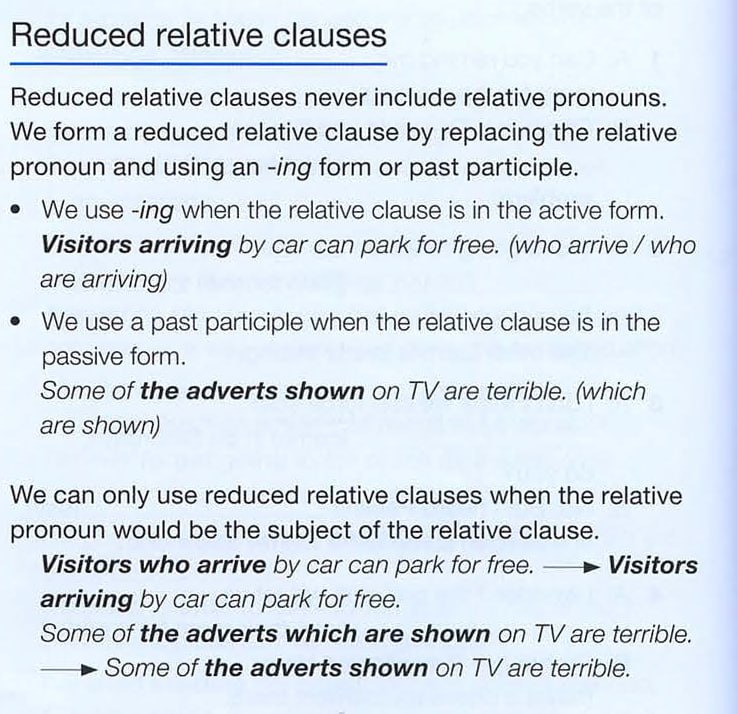 Reduced relative clauses
Reduced relative clauses never include relative pronouns.
We form a reduced relative clause by replacing the relative
pronoun and using an -ing form or past participle.
• We use -ing when the relative clause is in the active form.
Visitors arriving by car can park for free. (who arrive / who
are arriving)
• We use a past participle when the relative clause is in the
passive form.
Some of the adverts shown on TV are terrible. (which
are shown)
We can only use reduced relative clauses when the relative
pronoun would be the subject of the relative clause.
Visitors who arrive by car can park for free. → Visitors
arriving by car can park for free.
Some of the adverts which are shown on TV are terrible.
→ Some of the adverts shown on TV are terrible.